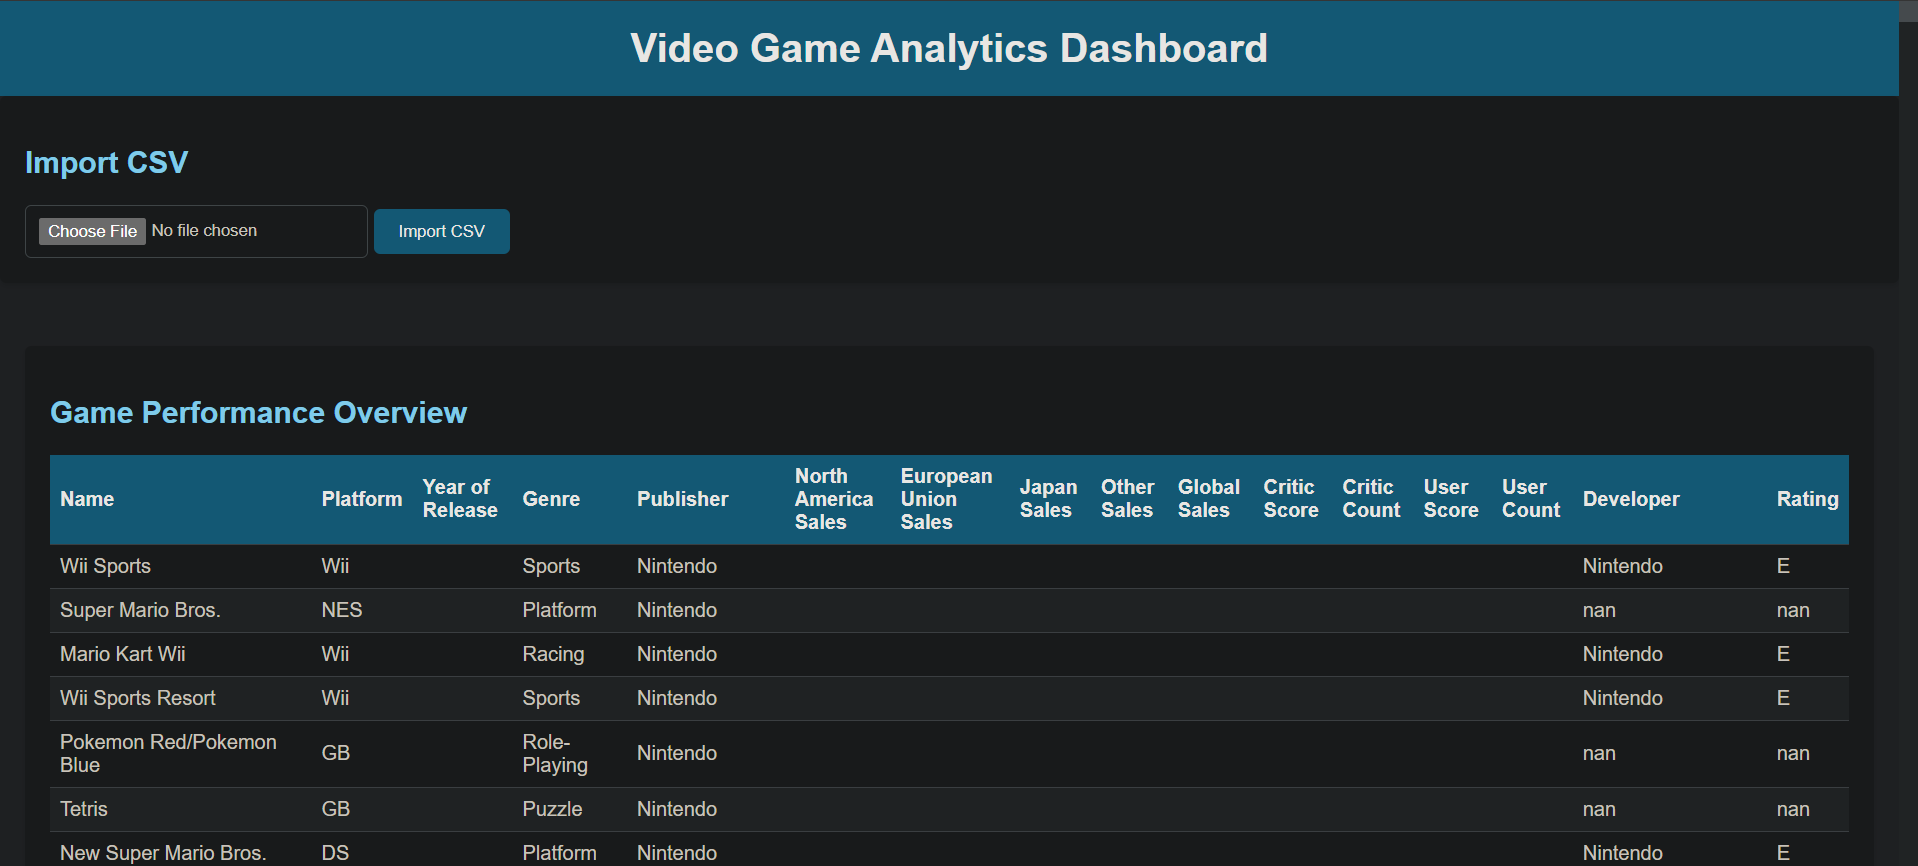 Video Game Analytics Dashboard
Import CSV
Choose File No file chosen Import CSV
Game Performance Overview
Name Platform Year of Release Genre Publisher North America Sales European Union Sales Japan Sales Other Sales Global Sales Critic Score Critic Count User Score User Count Developer Rating
Wii Sports Wii Sports Nintendo Nintendo E
Super Mario Bros. NES Platform Nintendo nan nan
Mario Kart Wii Wii Racing Nintendo Nintendo E
Wii Sports Resort Wii Sports Nintendo Nintendo E
Pokemon Red/Pokemon Blue GB Role-Playing Nintendo nan nan
Tetris GB Puzzle Nintendo nan nan
New Super Mario Bros. DS Platform Nintendo Nintendo E